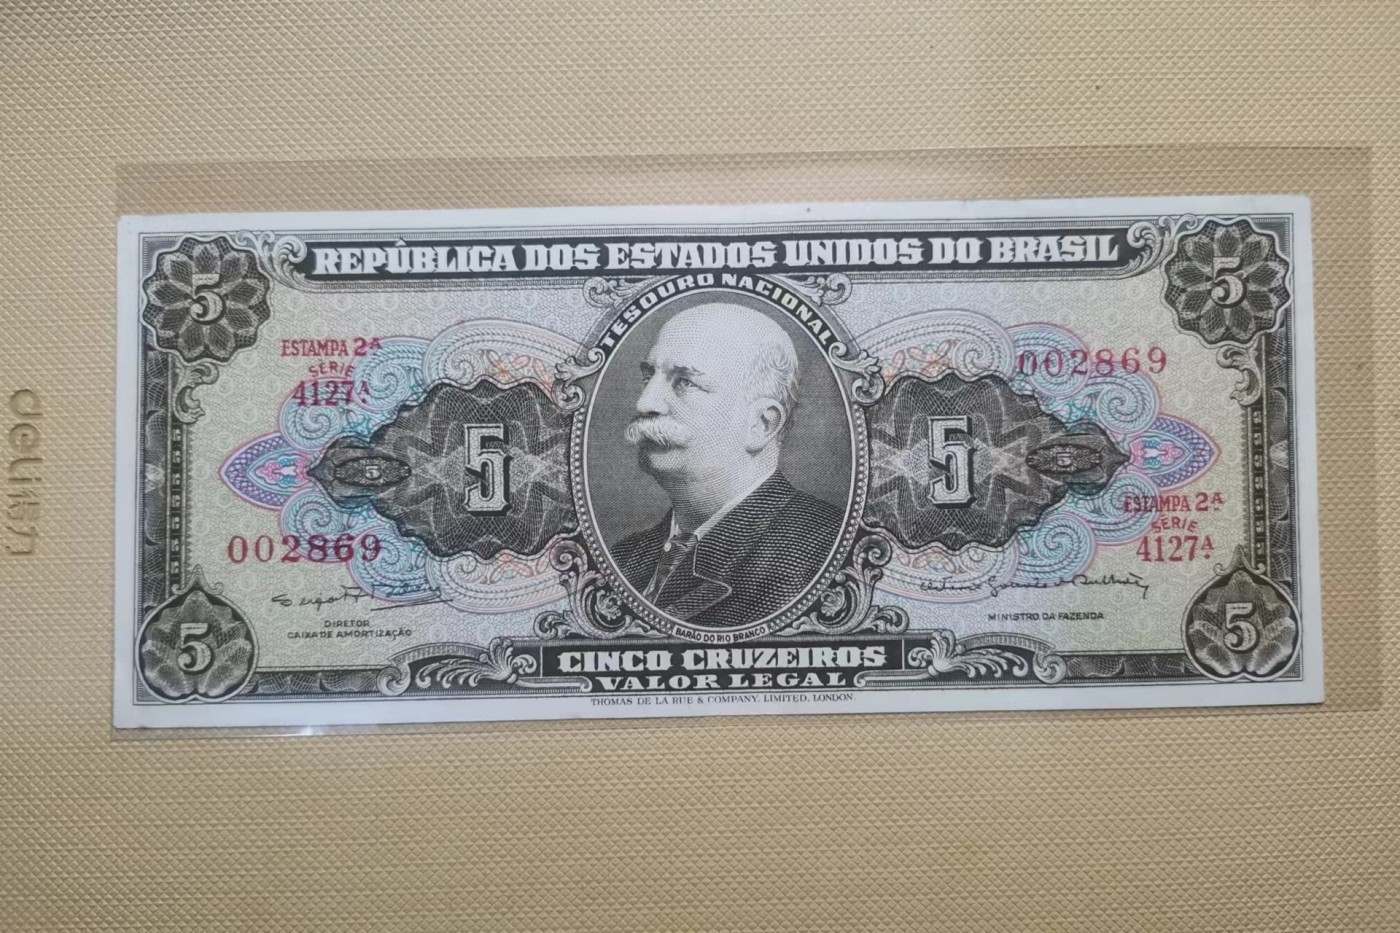 REPÚBLICA DOS ESTADOS UNIDOS DO BRASIL
TESOURO NACIONAL
5
5
ESTAMPA 2ª
SÉRIE
4127ª
002869
5
5
5
5
ESTAMPA 2ª
SÉRIE
4127ª
002869
DIRETOR
CAIXA DE AMORTIZAÇÃO
MINISTRO DA FAZENDA
BARÃO DO RIO BRANCO
5
5
CINCO CRUZEIROS
VALOR LEGAL
THOMAS DE LA RUE & COMPANY, LIMITED, LONDON.
deli